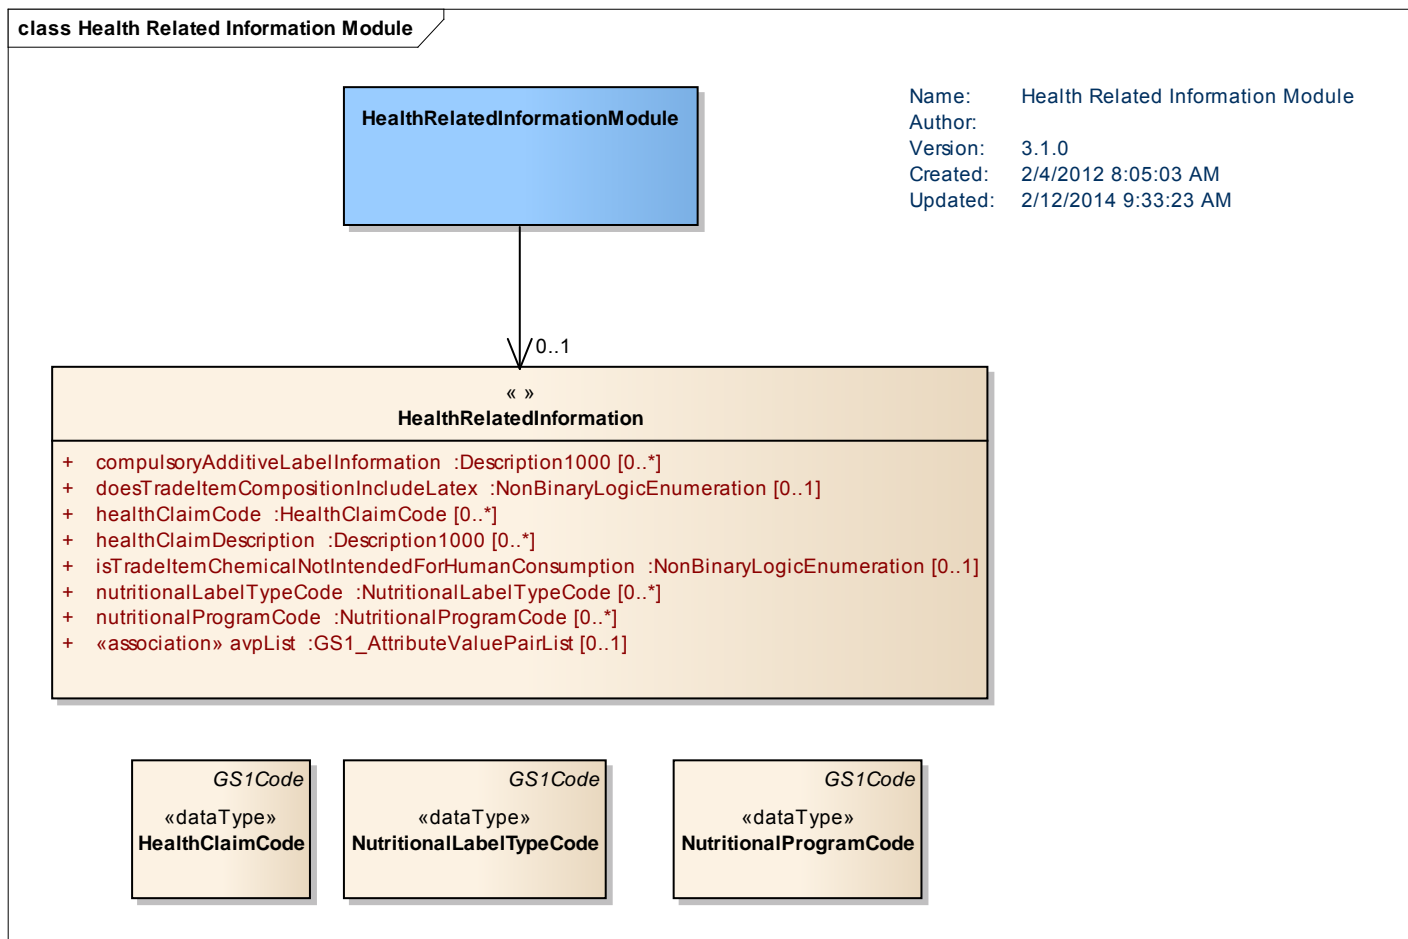 class Health Related Information Module
HealthRelatedInformationModule
Name: Health Related Information Module
Author:
Version: 3.1.0
Created: 2/4/2012 8:05:03 AM
Updated: 2/12/2014 9:33:23 AM
0..1
« »
HealthRelatedInformation
+ compulsoryAdditiveLabelInformation :Description1000 [0..*]
+ doesTradeItemCompositionIncludeLatex :NonBinaryLogicEnumeration [0..1]
+ healthClaimCode :HealthClaimCode [0..*]
+ healthClaimDescription :Description1000 [0..*]
+ isTradeItemChemicalNotIntendedForHumanConsumption :NonBinaryLogicEnumeration [0..1]
+ nutritionalLabelTypeCode :NutritionalLabelTypeCode [0..*]
+ nutritionalProgramCode :NutritionalProgramCode [0..*]
+ «association» avpList :GS1_AttributeValuePairList [0..1]
GS1Code
«dataType»
HealthClaimCode
GS1Code
«dataType»
NutritionalLabelTypeCode
GS1Code
«dataType»
NutritionalProgramCode